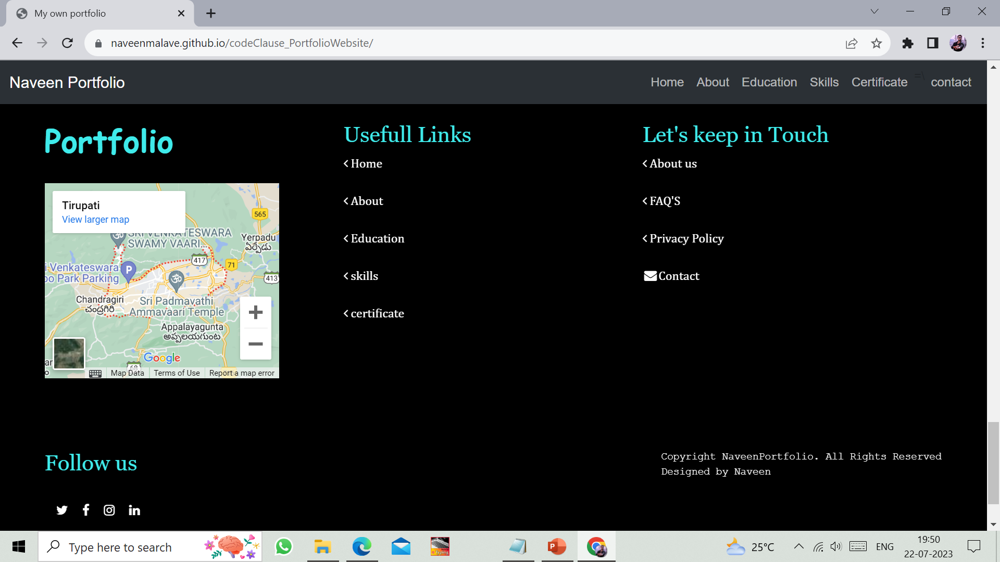 My own portfolio
naveenmalave.github.io/codeClause_PortfolioWebsite/
Naveen Portfolio
Home About Education Skills Certificate contact
Portfolio
Tirupati
View larger map
565
SRI VENKATESWARA
SWAMY VAARI...
Yerpadu
ఏర్పేడు
417
71
413
i Venkateswara
oo Park Parking
P
Chandragiri
చంద్రగిరి
Sri Padmavathi
Ammavaari Temple
Appalayagunta
అప్పలయగుంట
Google
68
Map Data Terms of Use Report a map error
Usefull Links
Home
About
Education
skills
certificate
Let's keep in Touch
About us
FAQ'S
Privacy Policy
Contact
Follow us
Copyright NaveenPortfolio. All Rights Reserved
Designed by Naveen
Type here to search
25°C
ENG
19:50
22-07-2023